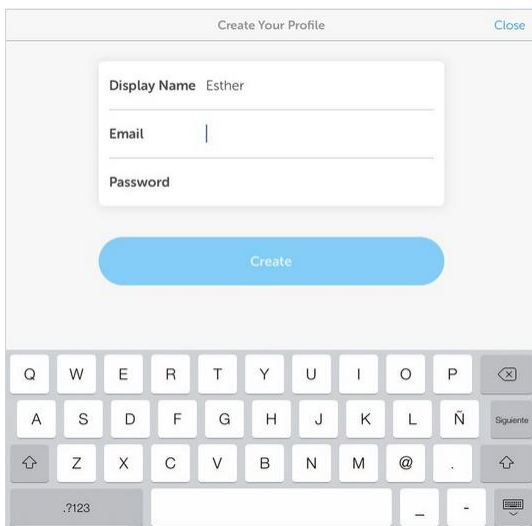 Create Your Profile Close
Display Name Esther
Email
Password
Create
Q W E R T Y U I O P
A S D F G H J K L Ñ Siguiente
Z X C V B N M @ .
.?123 _ -